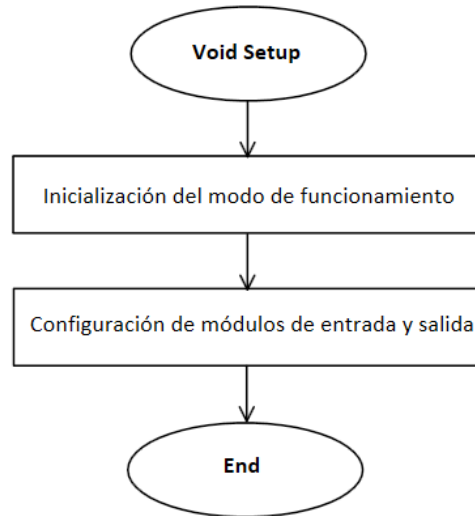 Void Setup
Inicialización del modo de funcionamiento
Configuración de módulos de entrada y salida
End